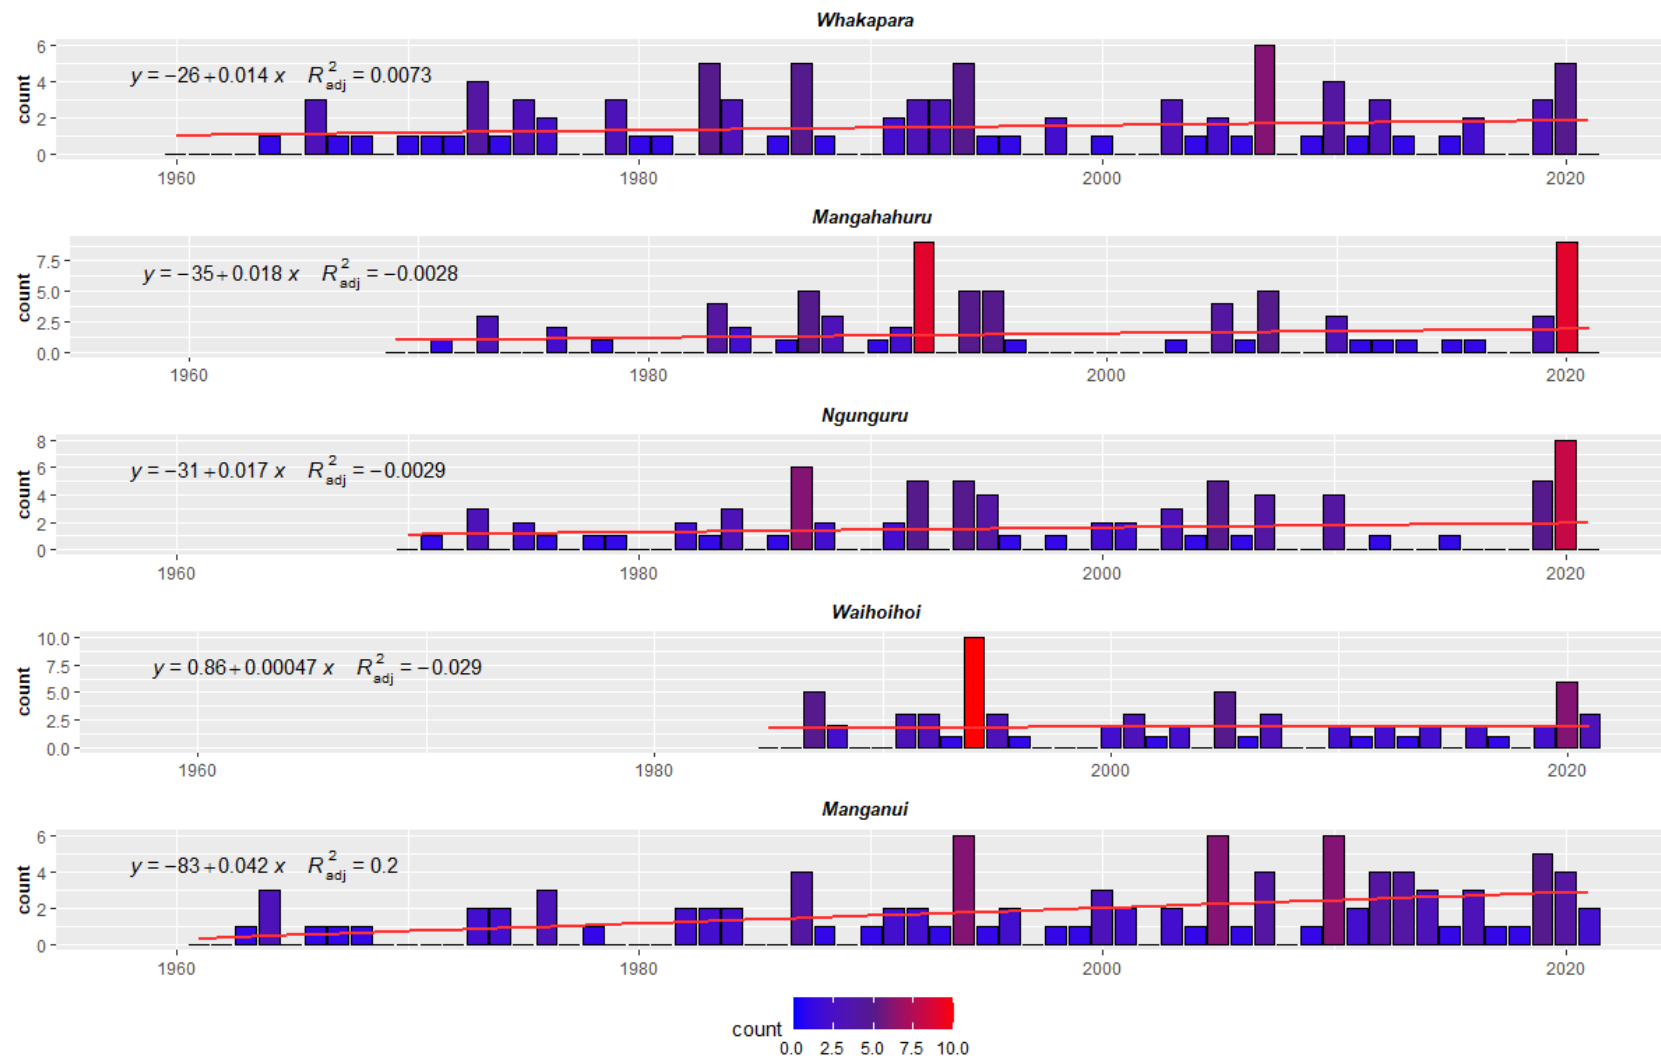 Whakapara
y = −26+0.014 x R²adj = 0.0073
count
6
4
2
0
1960 1980 2000 2020
Mangahahuru
y = −35+0.018 x R²adj = −0.0028
count
7.5
5.0
2.5
0.0
1960 1980 2000 2020
Ngunguru
y = −31+0.017 x R²adj = −0.0029
count
8
6
4
2
0
1960 1980 2000 2020
Waihoihoi
y = 0.86+0.00047 x R²adj = −0.029
count
10.0
7.5
5.0
2.5
0.0
1960 1980 2000 2020
Manganui
y = −83+0.042 x R²adj = 0.2
count
6
4
2
0
1960 1980 2000 2020
count
0.0 2.5 5.0 7.5 10.0